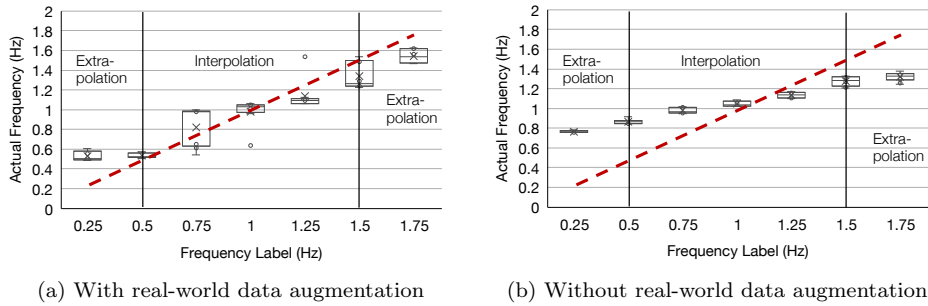 Actual Frequency (Hz)
2
1.8
1.6
1.4
1.2
1
0.8
0.6
0.4
0.2
0
Extra-
polation
Interpolation
Extra-
polation
0.25 0.5 0.75 1 1.25 1.5 1.75
Frequency Label (Hz)
(a) With real-world data augmentation
Actual Frequency (Hz)
2
1.8
1.6
1.4
1.2
1
0.8
0.6
0.4
0.2
0
Extra-
polation
Interpolation
Extra-
polation
0.25 0.5 0.75 1 1.25 1.5 1.75
Frequency Label (Hz)
(b) Without real-world data augmentation